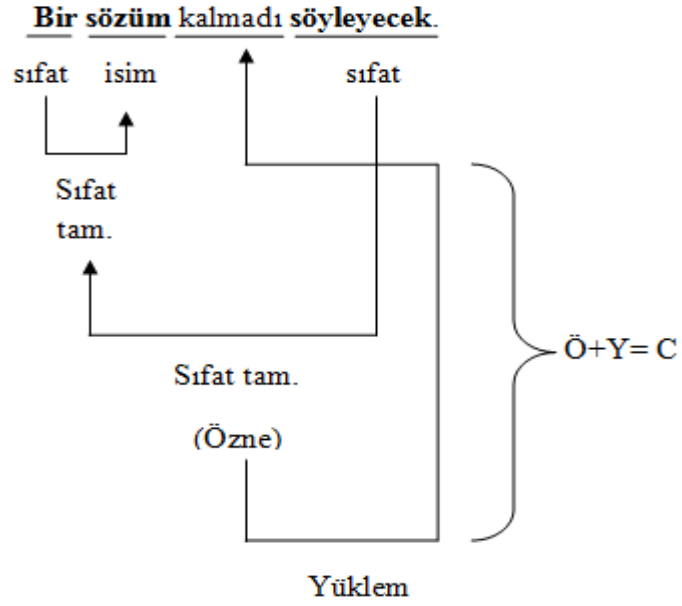 Bir sözüm kalmadı söyleyecek.
sıfat isim sıfat
Sıfat
tam.
Ö+Y= C
Sıfat tam.
(Özne)
Yüklem